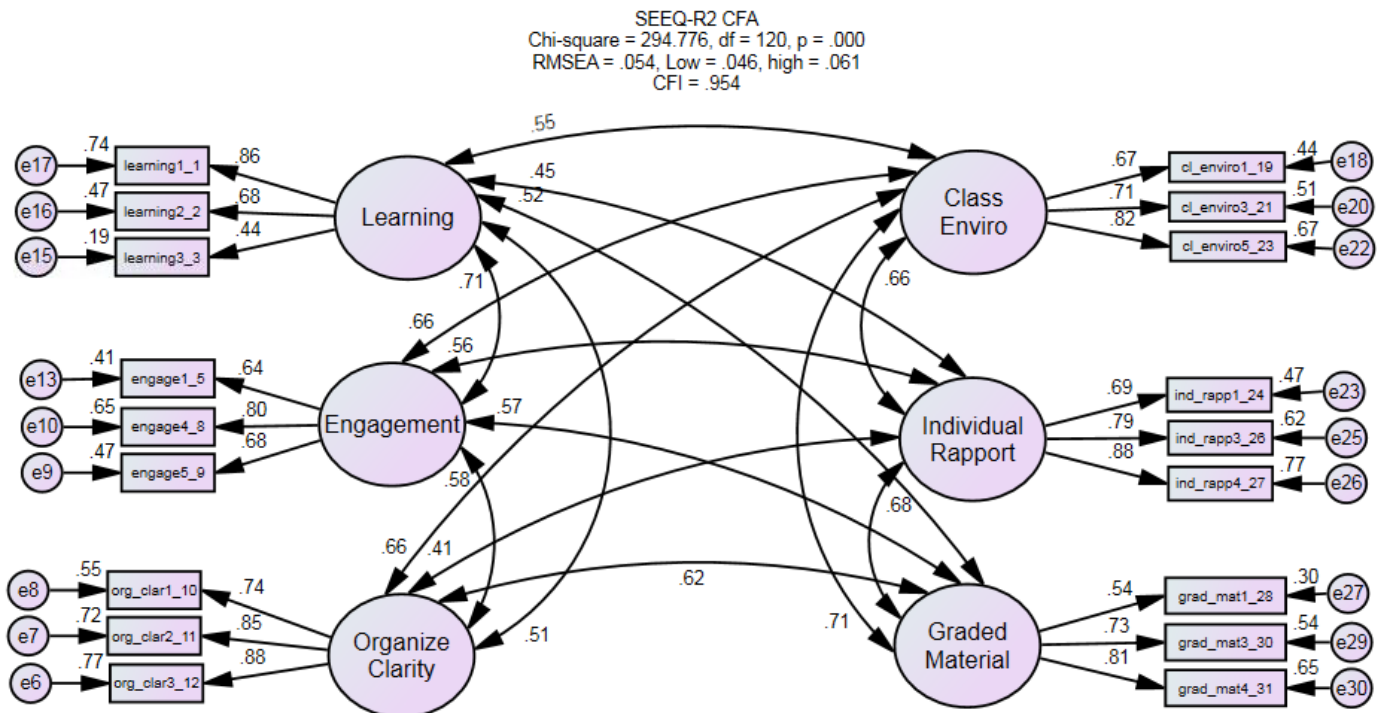 SEEQ-R2 CFA
Chi-square = 294.776, df = 120, p = .000
RMSEA = .054, Low = .046, high = .061
CFI = .954
e17
.74
learning1_1
.86
e16
.47
learning2_2
.68
e15
.19
learning3_3
.44
Learning
.55
.45
.52
Class
Enviro
.67
cl_enviro1_19
.44
e18
.71
cl_enviro3_21
.51
e20
.82
cl_enviro5_23
.67
e22
.71
.66
.66
.56
e13
.41
engage1_5
.64
e10
.65
engage4_8
.80
e9
.47
engage5_9
.68
Engagement
.57
.58
Individual
Rapport
.69
ind_rapp1_24
.47
e23
.79
ind_rapp3_26
.62
e25
.88
ind_rapp4_27
.77
e26
.68
.66
.41
.62
.51
.71
e8
.55
org_clar1_10
.74
e7
.72
org_clar2_11
.85
e6
.77
org_clar3_12
.88
Organize
Clarity
Graded
Material
.54
grad_mat1_28
.30
e27
.73
grad_mat3_30
.54
e29
.81
grad_mat4_31
.65
e30